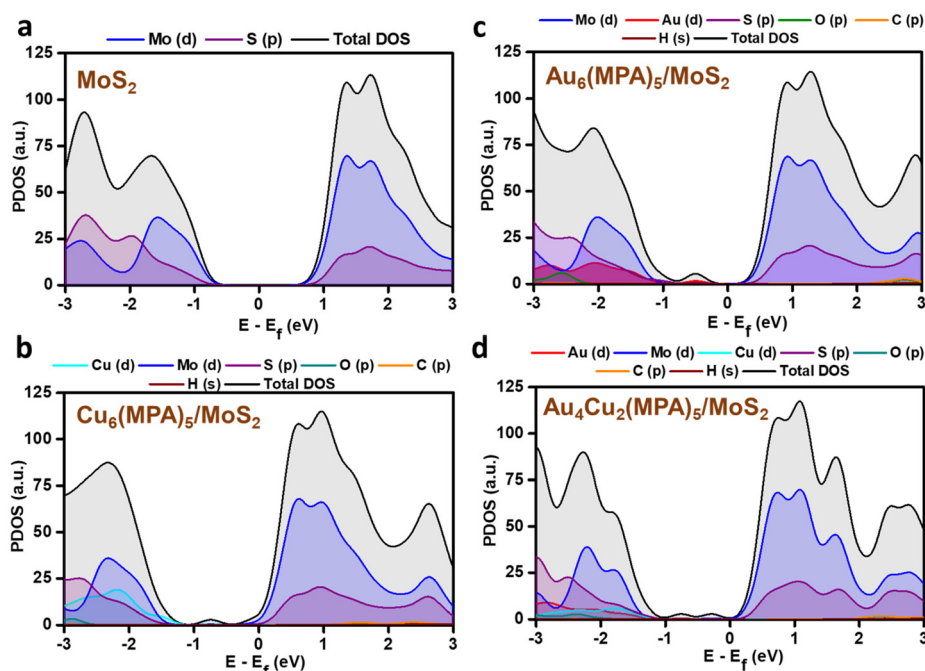 a
Mo (d) S (p) Total DOS
MoS2
PDOS (a.u.)
125
100
75
50
25
0
-3 -2 -1 0 1 2 3
E - Ef (eV)
c
Mo (d) Au (d) S (p) O (p) C (p)
H (s) Total DOS
Au6(MPA)5/MoS2
PDOS (a.u.)
125
100
75
50
25
0
-3 -2 -1 0 1 2 3
E - Ef (eV)
b
Cu (d) Mo (d) S (p) O (p) C (p)
H (s) Total DOS
Cu6(MPA)5/MoS2
PDOS (a.u.)
125
100
75
50
25
0
-3 -2 -1 0 1 2 3
E - Ef (eV)
d
Au (d) Mo (d) Cu (d) S (p) O (p)
C (p) H (s) Total DOS
Au4Cu2(MPA)5/MoS2
PDOS (a.u.)
125
100
75
50
25
0
-3 -2 -1 0 1 2 3
E - Ef (eV)